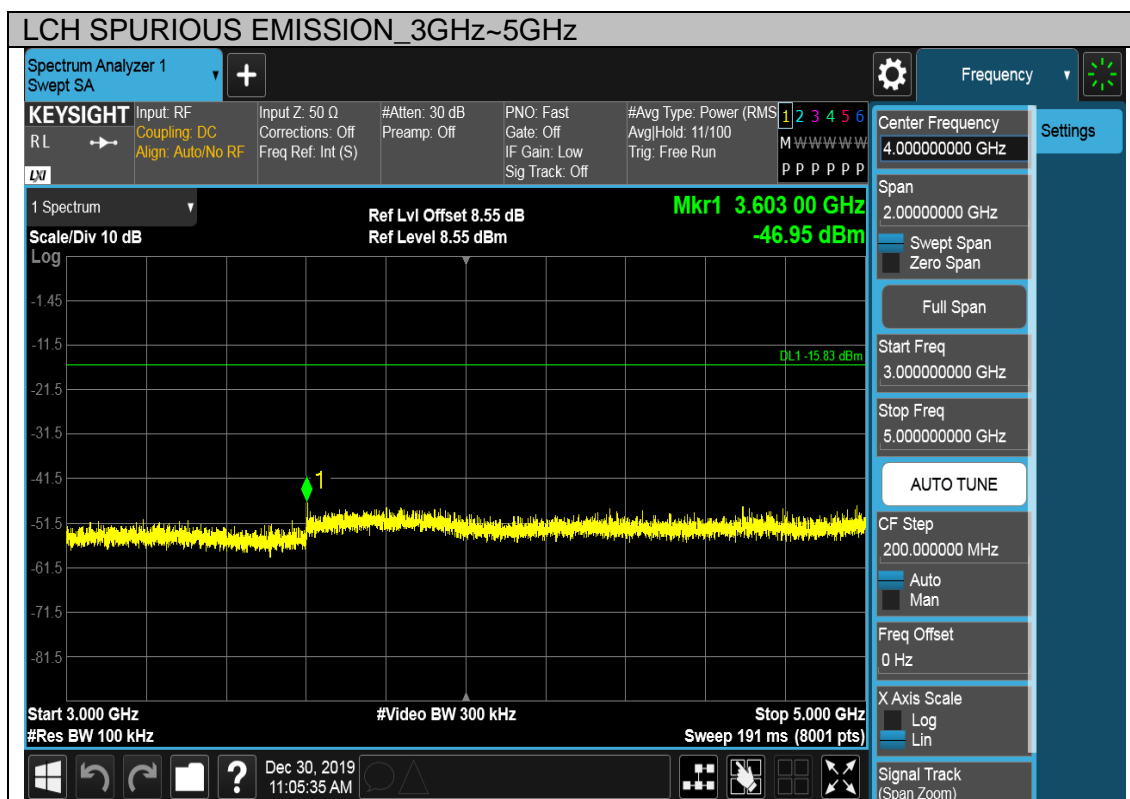 LCH SPURIOUS EMISSION_3GHz~5GHz
Spectrum Analyzer 1
Swept SA
Frequency
KEYSIGHT
RL
LXI
Input: RF
Coupling: DC
Align: Auto/No RF
Input Z: 50 Ω
Corrections: Off
Freq Ref: Int (S)
#Atten: 30 dB
Preamp: Off
PNO: Fast
Gate: Off
IF Gain: Low
Sig Track: Off
#Avg Type: Power (RMS
Avg|Hold: 11/100
Trig: Free Run
1 2 3 4 5 6
M W W W W W
P P P P P P
Center Frequency
4.000000000 GHz
Settings
1 Spectrum
Scale/Div 10 dB
Ref Lvl Offset 8.55 dB
Ref Level 8.55 dBm
Mkr1 3.603 00 GHz
-46.95 dBm
Log
-1.45
-11.5
-21.5
-31.5
-41.5
-51.5
-61.5
-71.5
-81.5
DL1 -15.83 dBm
1
Start 3.000 GHz
#Res BW 100 kHz
#Video BW 300 kHz
Stop 5.000 GHz
Sweep 191 ms (8001 pts)
Span
2.00000000 GHz
Swept Span
Zero Span
Full Span
Start Freq
3.000000000 GHz
Stop Freq
5.000000000 GHz
AUTO TUNE
CF Step
200.000000 MHz
Auto
Man
Freq Offset
0 Hz
X Axis Scale
Log
Lin
Signal Track
(Span Zoom)
?
Dec 30, 2019
11:05:35 AM